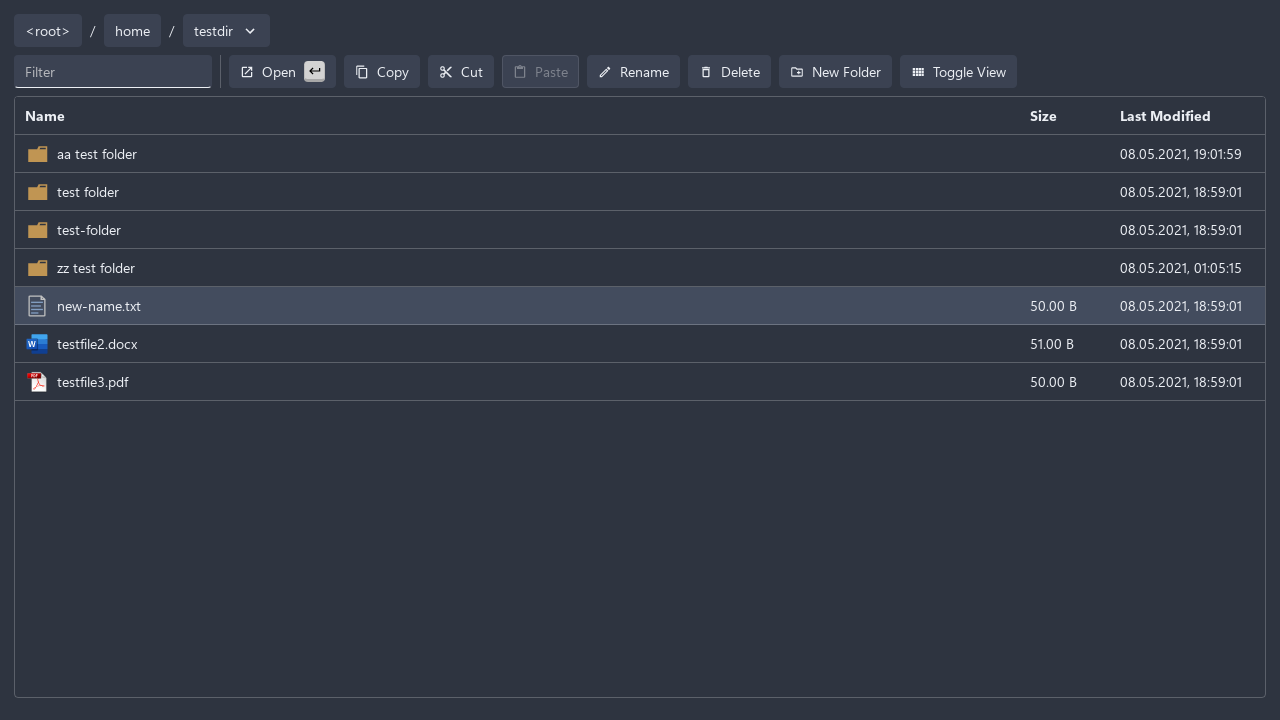 <root> / home / testdir
Filter Open Copy Cut Paste Rename Delete New Folder Toggle View
Name Size Last Modified
aa test folder 08.05.2021, 19:01:59
test folder 08.05.2021, 18:59:01
test-folder 08.05.2021, 18:59:01
zz test folder 08.05.2021, 01:05:15
new-name.txt 50.00 B 08.05.2021, 18:59:01
W testfile2.docx 51.00 B 08.05.2021, 18:59:01
PDF testfile3.pdf 50.00 B 08.05.2021, 18:59:01